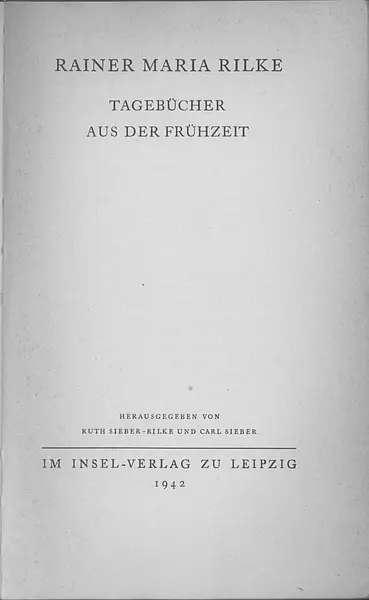 RAINER MARIA RILKE
TAGEBÜCHER
AUS DER FRÜHZEIT
HERAUSGEGEBEN VON
RUTH SIEBER-RILKE UND CARL SIEBER
IM INSEL-VERLAG ZU LEIPZIG
1942